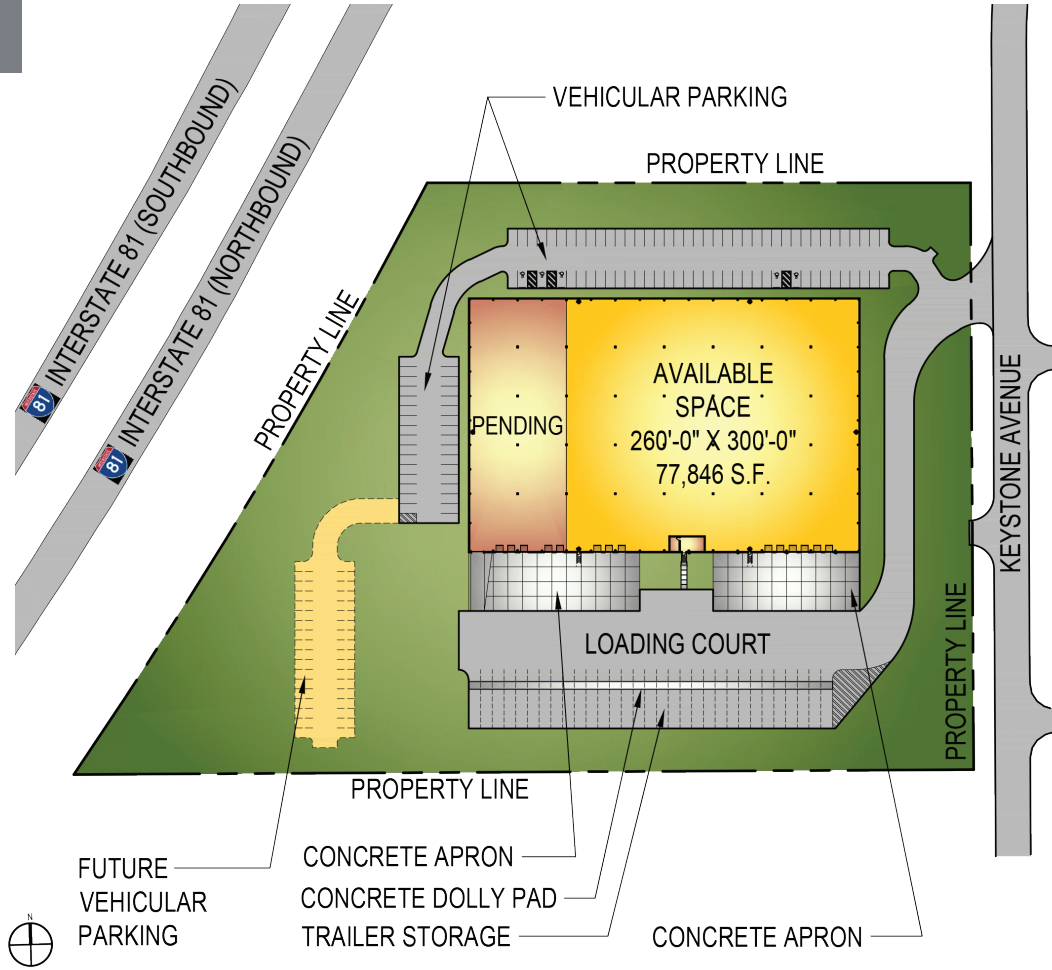 VEHICULAR PARKING
PROPERTY LINE
INTERSTATE 81 (SOUTHBOUND)
INTERSTATE 81 (NORTHBOUND)
81
81
PROPERTY LINE
PENDING
AVAILABLE
SPACE
260'-0" X 300'-0"
77,846 S.F.
KEYSTONE AVENUE
LOADING COURT
PROPERTY LINE
PROPERTY LINE
FUTURE
VEHICULAR
PARKING
CONCRETE APRON
CONCRETE DOLLY PAD
TRAILER STORAGE
CONCRETE APRON
N